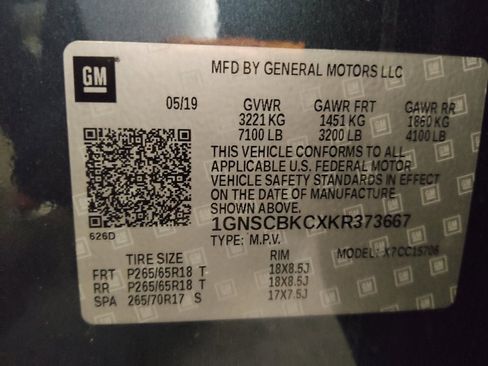 GM
MFD BY GENERAL MOTORS LLC
05/19 GVWR GAWR FRT GAWR RR
3221 KG 1451 KG 1860 KG
7100 LB 3200 LB 4100 LB
THIS VEHICLE CONFORMS TO ALL
APPLICABLE U.S. FEDERAL MOTOR
VEHICLE SAFETY STANDARDS IN EFFECT
ON THE DATE OF MANUFACTURE SHOWN ABOVE.
626D
1GNSCBKCXKR373667
TYPE: M.P.V. MODEL: X7CC15706
TIRE SIZE RIM
FRT P265/65R18 T 18X8.5J
RR P265/65R18 T 18X8.5J
SPA 265/70R17 S 17X7.5J